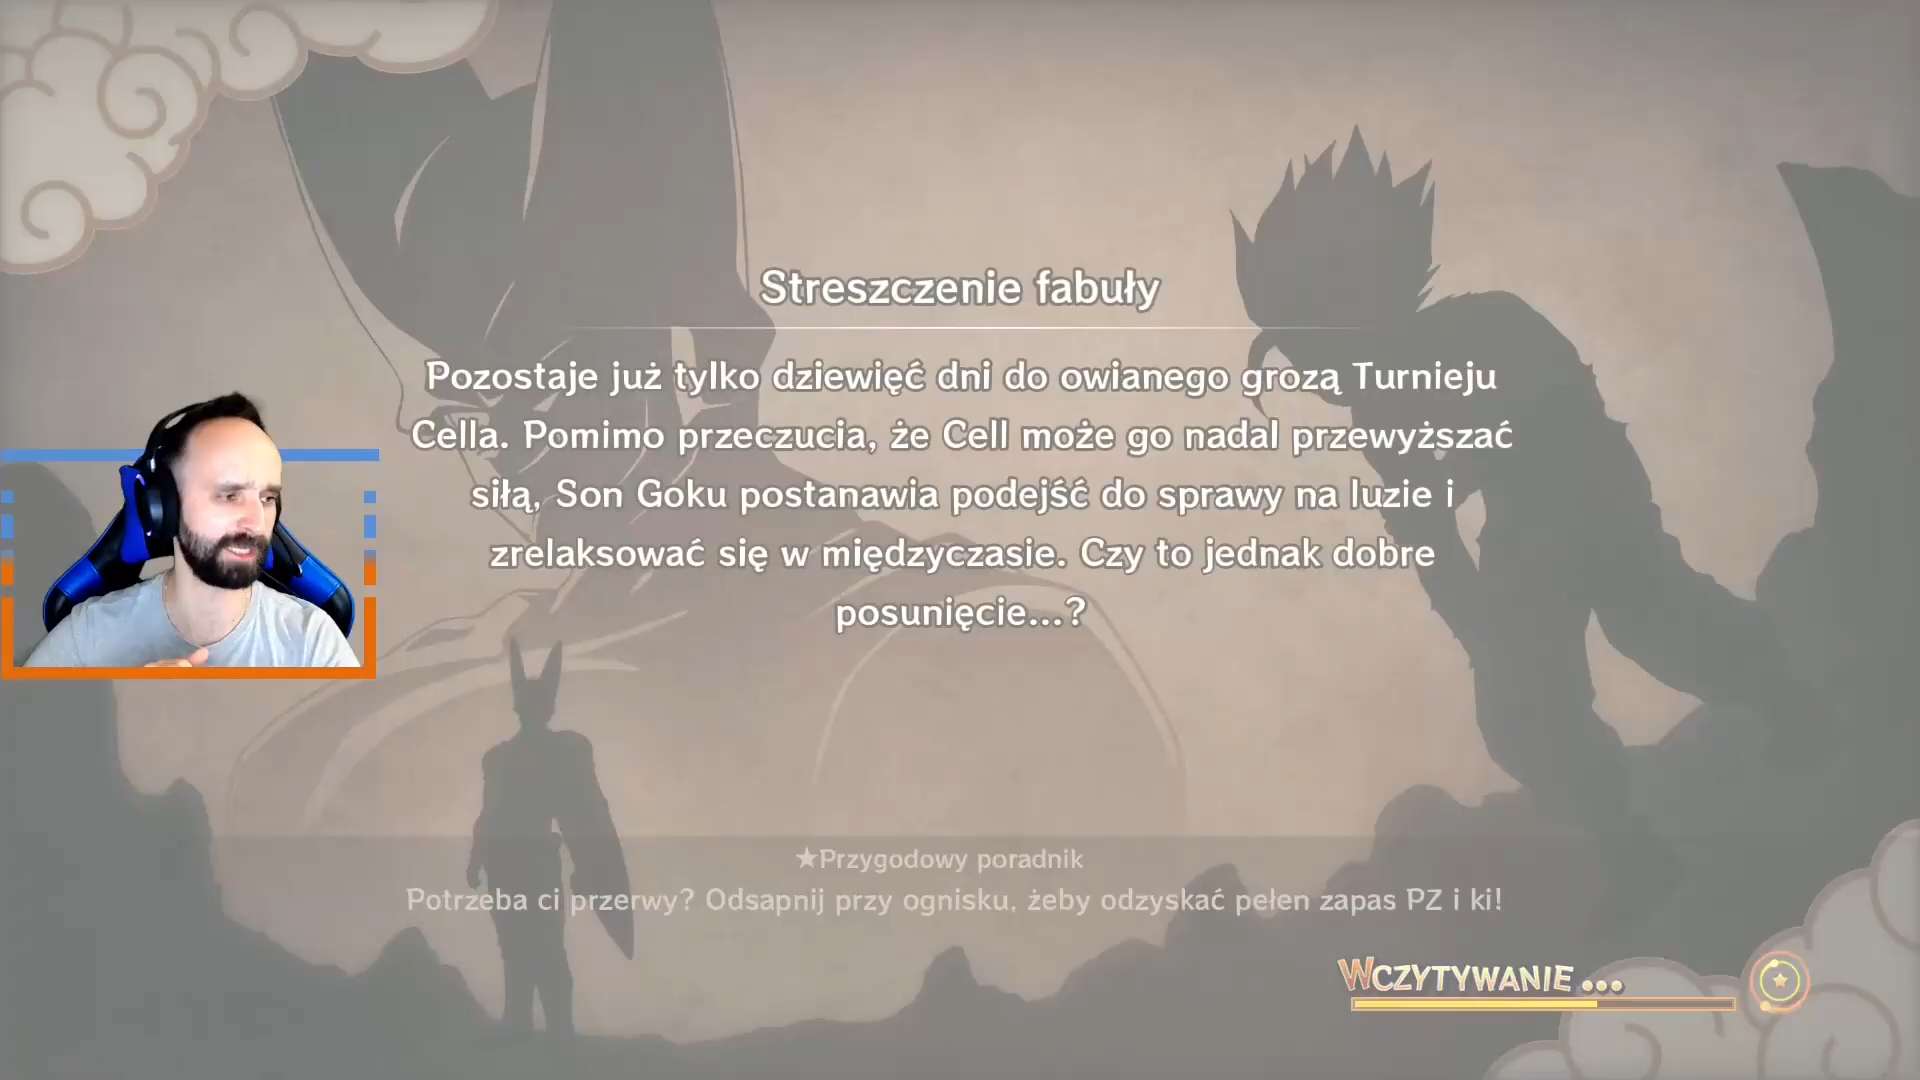 Streszczenie fabuły
Pozostaje już tylko dziewięć dni do owianego grozą Turnieju
Cella. Pomimo przeczucia, że Cell może go nadal przewyższać
siłą, Son Goku postanawia podejść do sprawy na luzie i
zrelaksować się w międzyczasie. Czy to jednak dobre
posunięcie...?
★Przygodowy poradnik
Potrzeba ci przerwy? Odsapnij przy ognisku, żeby odzyskać pełen zapas PZ i ki!
WCZYTYWANIE ...